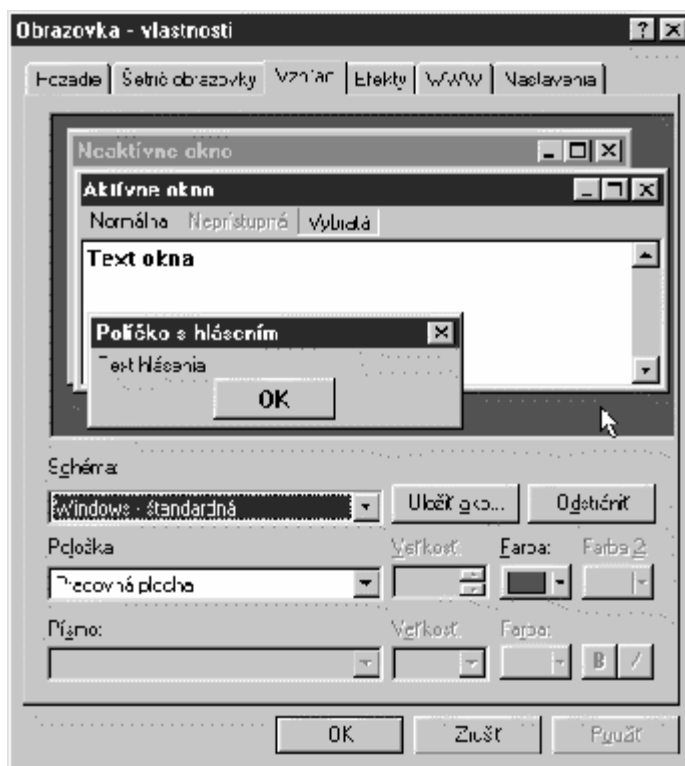 Obrazovka - vlastnosti
Pozadie Šetrič obrazovky Vzhľad Efekty WWW Nastavenia
Neaktívne okno
Aktívne okno
Normálna Neprístupná Vybratá
Text okna
Políčko s hlásením
Text hlásenia
OK
Schéma:
Windows - štandardná Uložiť ako... Odstrániť
Položka Veľkosť: Farba: Farba 2:
Pracovná plocha
Písmo: Veľkosť: Farba:
B /
OK Zrušiť Použiť